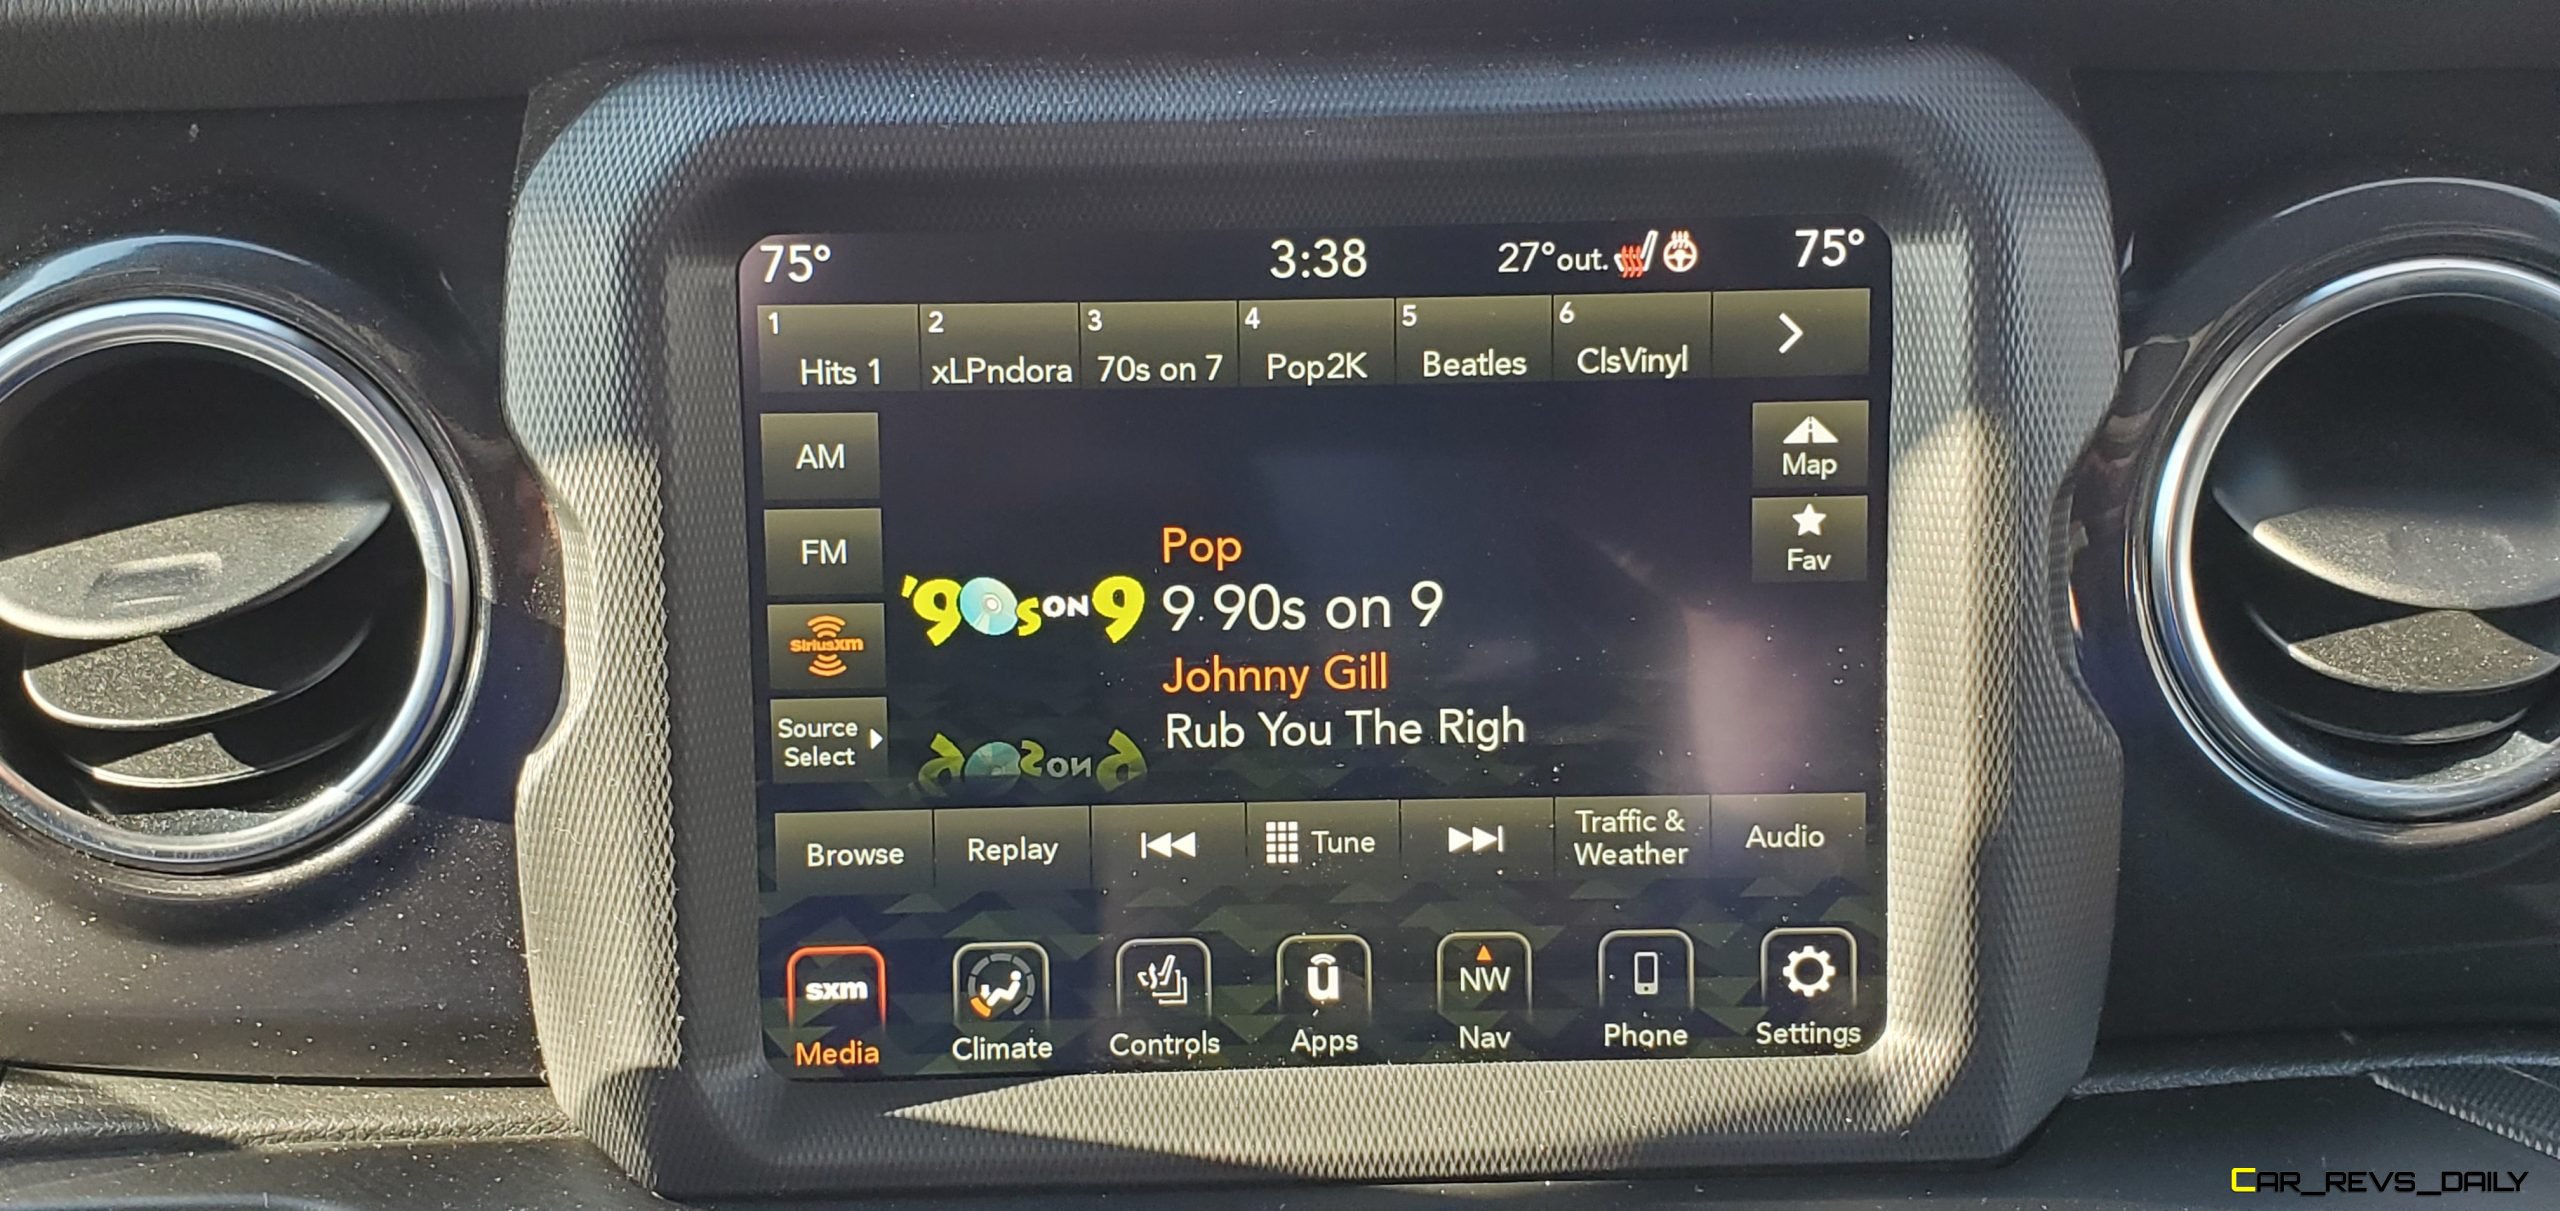 75° 3:38 27°out. 75°
1 2 3 4 5 6
Hits 1 xLPndora 70s on 7 Pop2K Beatles ClsVinyl
AM
Map
FM
Fav
Pop
'90s ON 9 9 90s on 9
SiriusXM
Johnny Gill
Source
Select
Rub You The Righ
Browse Replay Tune Traffic &
Weather Audio
sxm NW
Media Climate Controls Apps Nav Phone Settings
CAR_REVS_DAILY